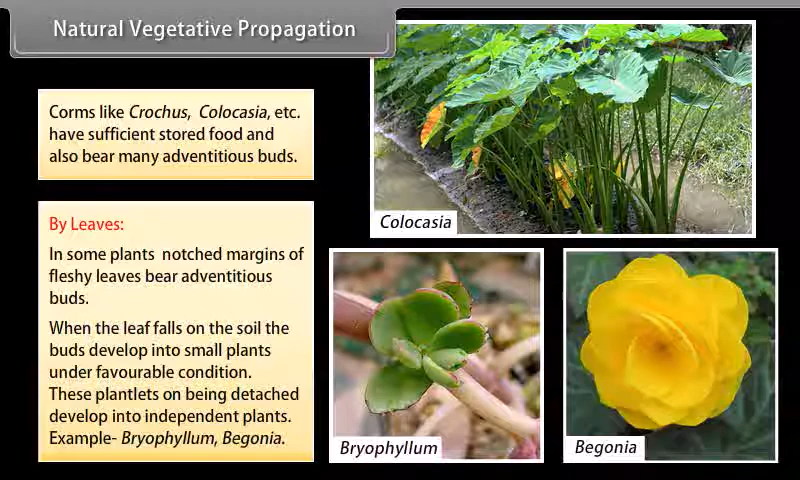 Natural Vegetative Propagation
Corms like Crochus, Colocasia, etc.
have sufficient stored food and
also bear many adventitious buds.
By Leaves:
In some plants notched margins of
fleshy leaves bear adventitious
buds.
When the leaf falls on the soil the
buds develop into small plants
under favourable condition.
These plantlets on being detached
develop into independent plants.
Example- Bryophyllum, Begonia.
Colocasia
Bryophyllum
Begonia